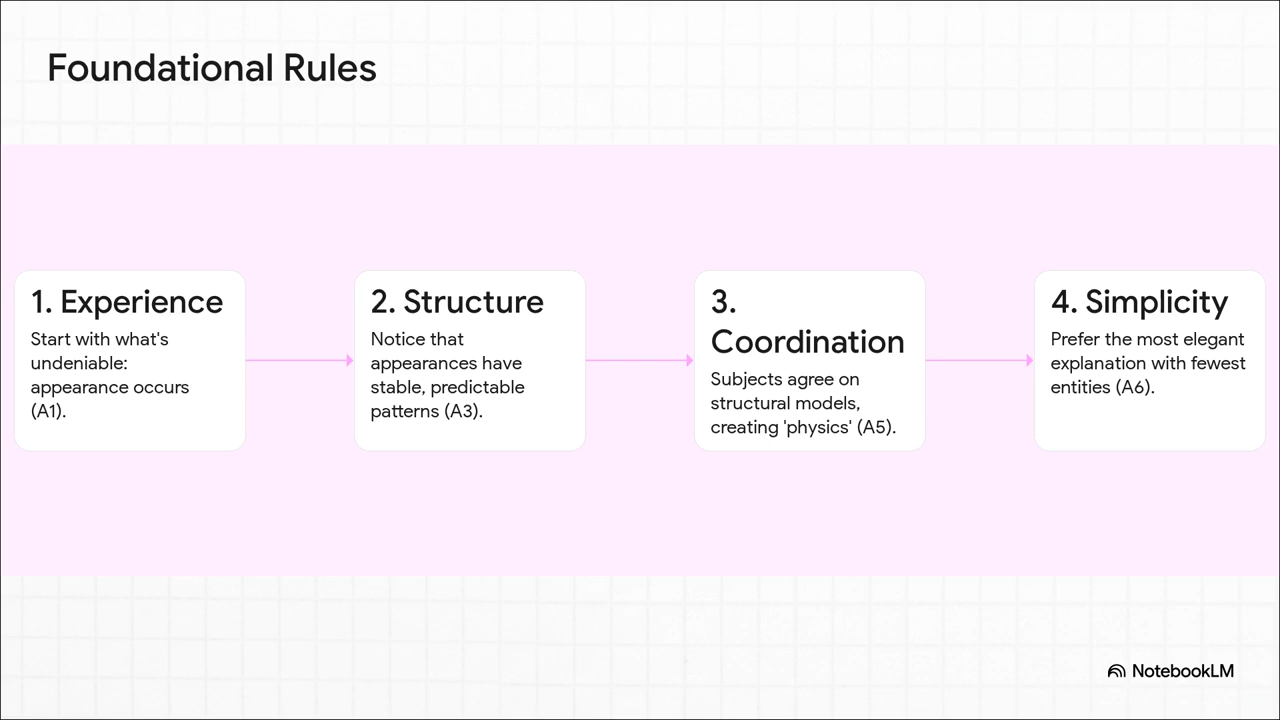 Foundational Rules
1. Experience
Start with what's
undeniable:
appearance occurs
(A1).
2. Structure
Notice that
appearances have
stable, predictable
patterns (A3).
3.
Coordination
Subjects agree on
structural models,
creating 'physics' (A5).
4. Simplicity
Prefer the most elegant
explanation with fewest
entities (A6).
NotebookLM